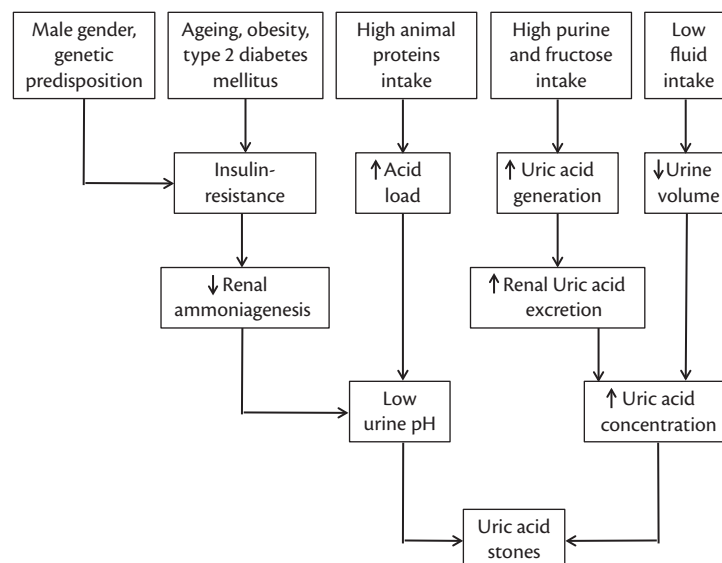 Male gender,
genetic
predisposition
Ageing, obesity,
type 2 diabetes
mellitus
High animal
proteins
intake
High purine
and fructose
intake
Low
fluid
intake
Insulin-
resistance
↑ Acid
load
↑ Uric acid
generation
↓ Urine
volume
↓ Renal
ammoniagenesis
↑ Renal Uric acid
excretion
Low
urine pH
↑ Uric acid
concentration
Uric acid
stones